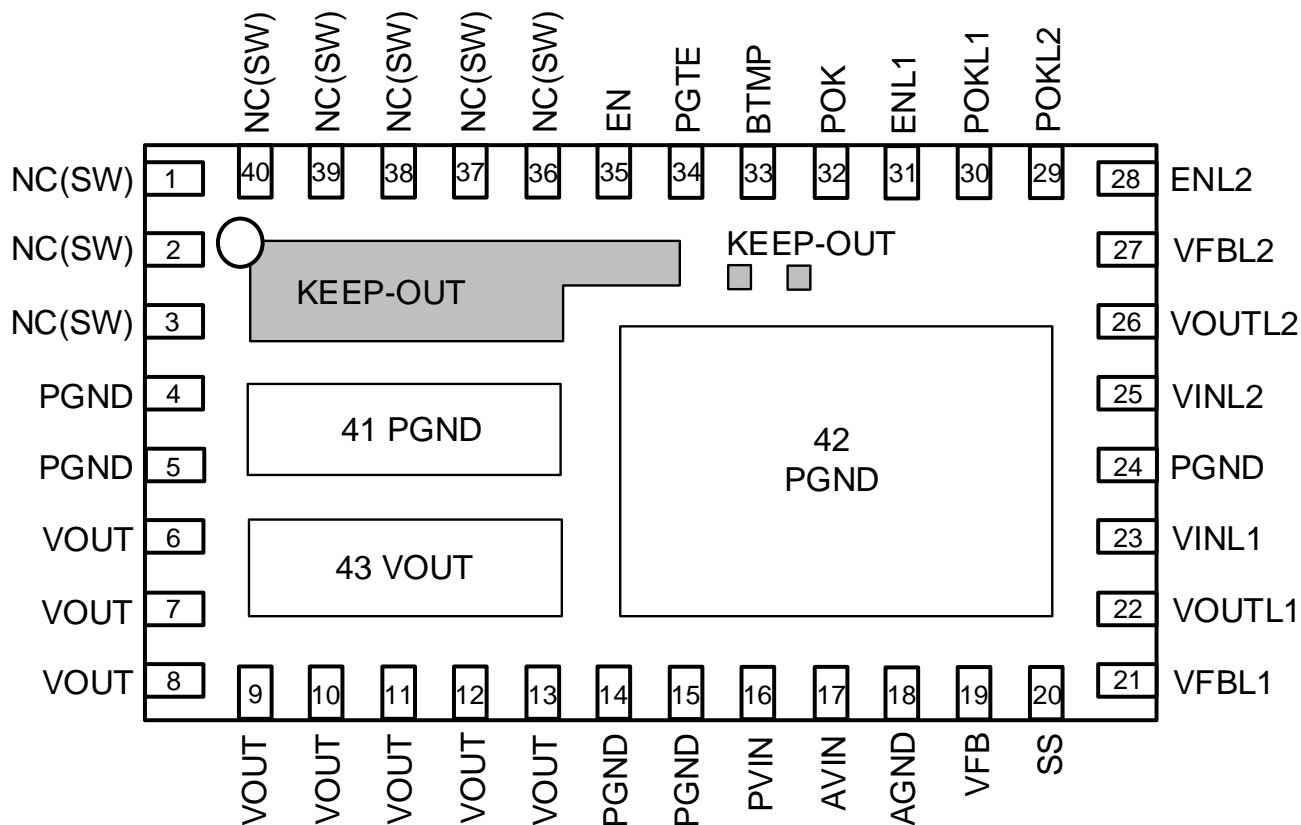 NC(SW) NC(SW) NC(SW) NC(SW) NC(SW) EN PGTE BTMP POK ENL1 POKL1 POKL2
40 39 38 37 36 35 34 33 32 31 30 29
NC(SW) 1
28 ENL2
NC(SW) 2
KEEP-OUT
27 VFBL2
KEEP-OUT
NC(SW) 3
26 VOUTL2
PGND 4
25 VINL2
41 PGND
42
PGND
PGND 5
24 PGND
VOUT 6
23 VINL1
43 VOUT
VOUT 7
22 VOUTL1
VOUT 8
21 VFBL1
9 10 11 12 13 14 15 16 17 18 19 20
VOUT VOUT VOUT VOUT VOUT PGND PGND PVIN AVIN AGND VFB SS